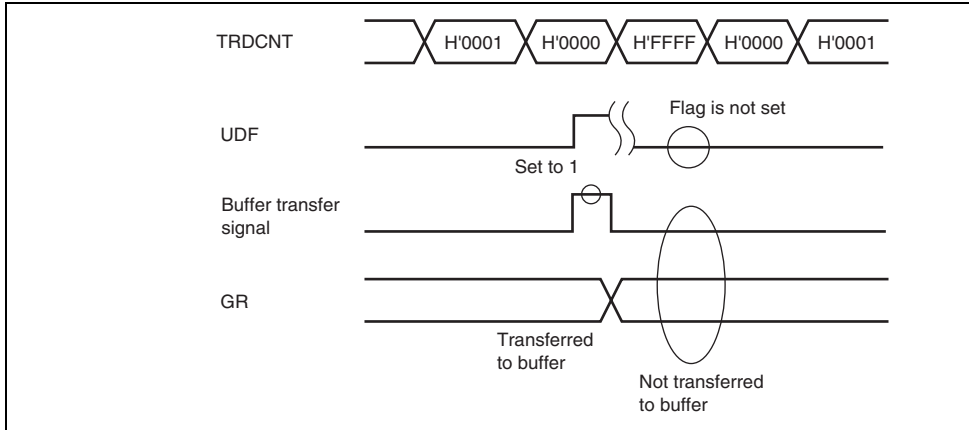 TRDCNT
H'0001
H'0000
H'FFFF
H'0000
H'0001
UDF
Flag is not set
Set to 1
Buffer transfer
signal
GR
Transferred
to buffer
Not transferred
to buffer